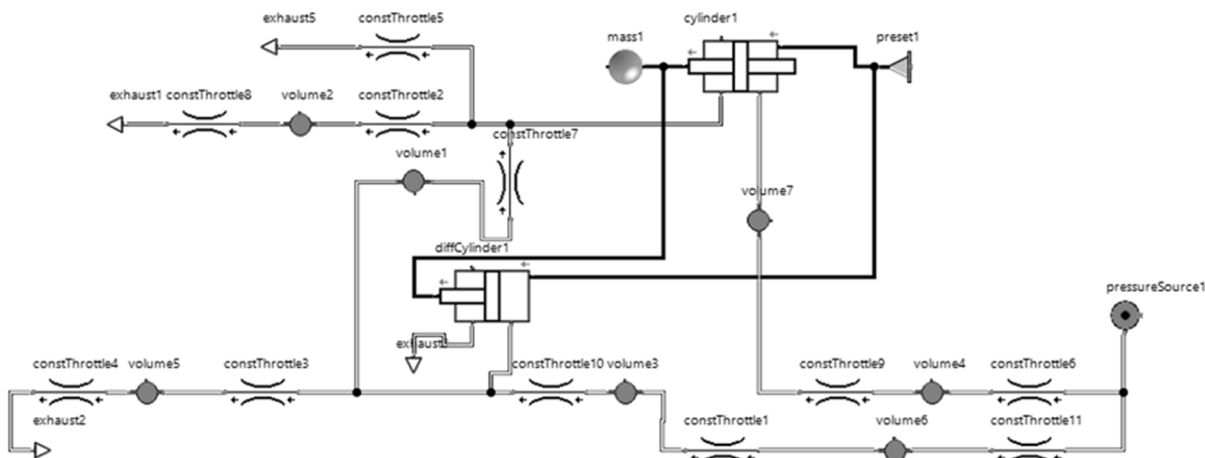 exhaust5
constThrottle5
cylinder1
mass1
preset1
exhaust1
constThrottle8
volume2
constThrottle2
constThrottle7
volume1
volume7
diffCylinder1
pressureSource1
constThrottle4
volume5
constThrottle3
constThrottle10
volume3
constThrottle9
volume4
constThrottle6
exhaust2
constThrottle1
volume6
constThrottle11